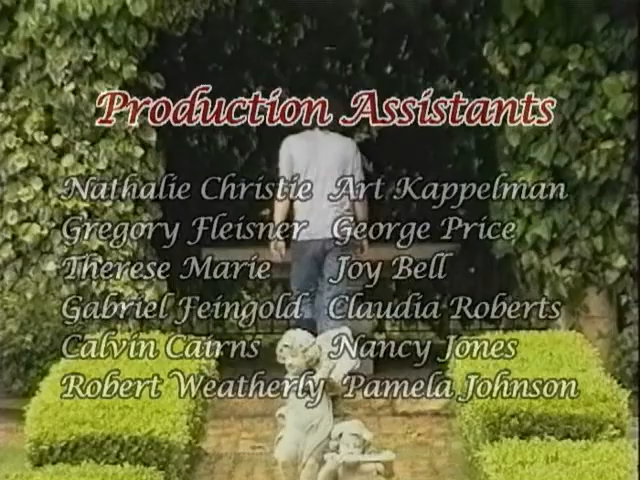 Production Assistants
Nathalie Christie Art Kappelman
Gregory Fleisner George Price
Therese Marie Joy Bell
Gabriel Feingold Claudia Roberts
Calvin Cairns Nancy Jones
Robert Weatherly Pamela Johnson